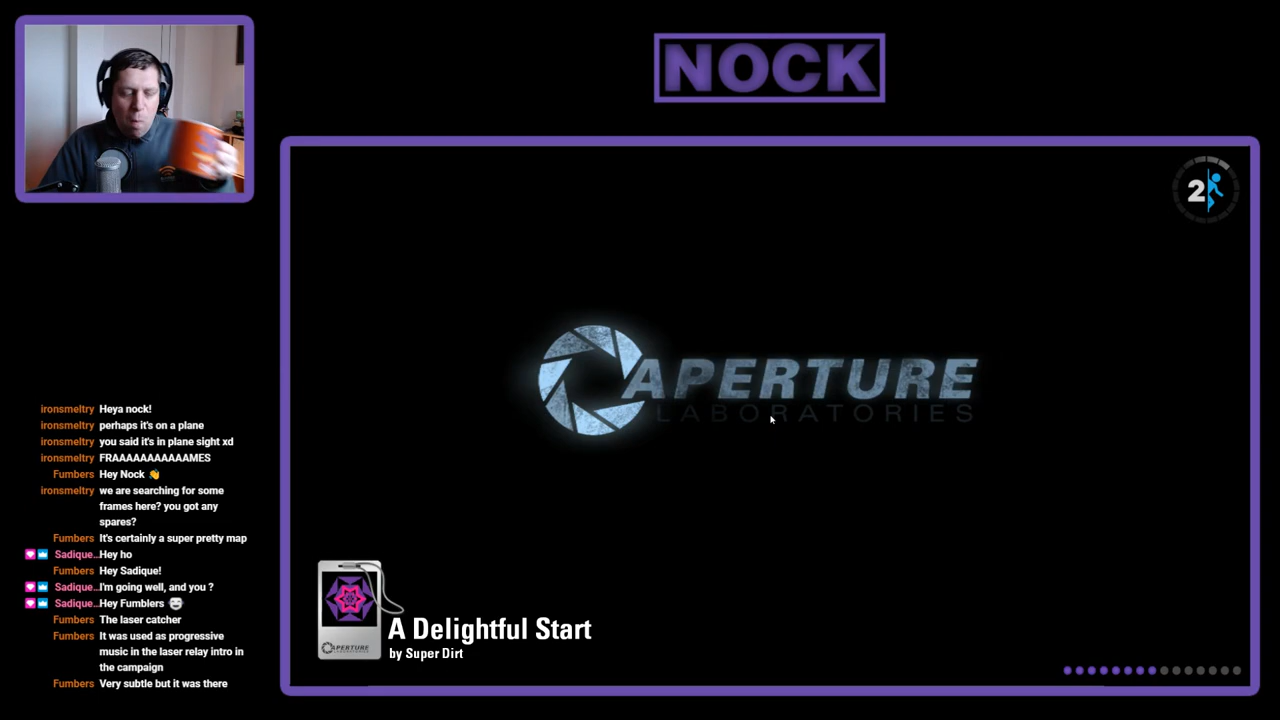 NOCK
2
APERTURE
LABORATORIES
ironsmeltry Heya nock!
ironsmeltry perhaps it's on a plane
ironsmeltry you said it's in plane sight xd
ironsmeltry FRAAAAAAAAAAMES
Fumbers Hey Nock 👋
ironsmeltry we are searching for some
frames here? you got any
spares?
Fumbers It's certainly a super pretty map
Sadique... Hey ho
Fumbers Hey Sadique!
Sadique... I'm going well, and you ?
Sadique... Hey Fumblers
Fumbers The laser catcher
Fumbers It was used as progressive
music in the laser relay intro in
the campaign
Fumbers Very subtle but it was there
A Delightful Start
by Super Dirt
APERTURE